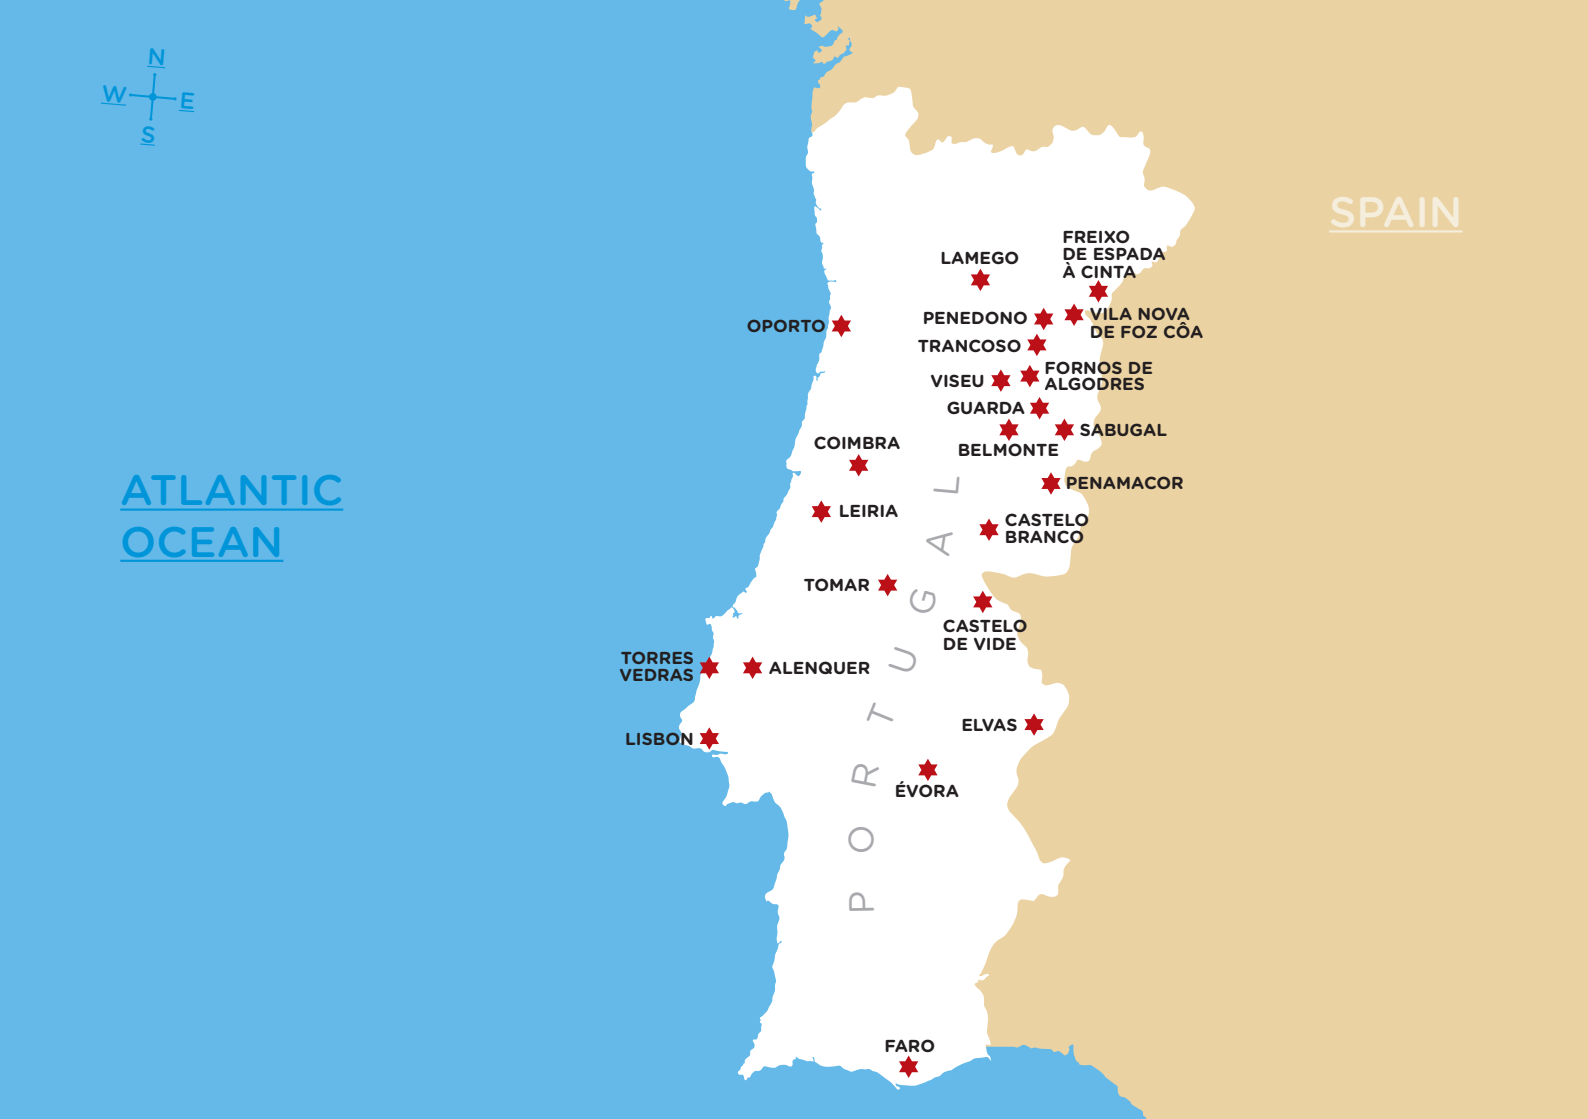 N
W
E
S
SPAIN
FREIXO
DE ESPADA
À CINTA
LAMEGO
VILA NOVA
DE FOZ CÔA
PENEDONO
OPORTO
TRANCOSO
FORNOS DE
ALGODRES
VISEU
GUARDA
SABUGAL
BELMONTE
COIMBRA
PENAMACOR
ATLANTIC
OCEAN
LEIRIA
CASTELO
BRANCO
TOMAR
CASTELO
DE VIDE
PORTUGAL
TORRES
VEDRAS
ALENQUER
ELVAS
LISBON
ÉVORA
FARO